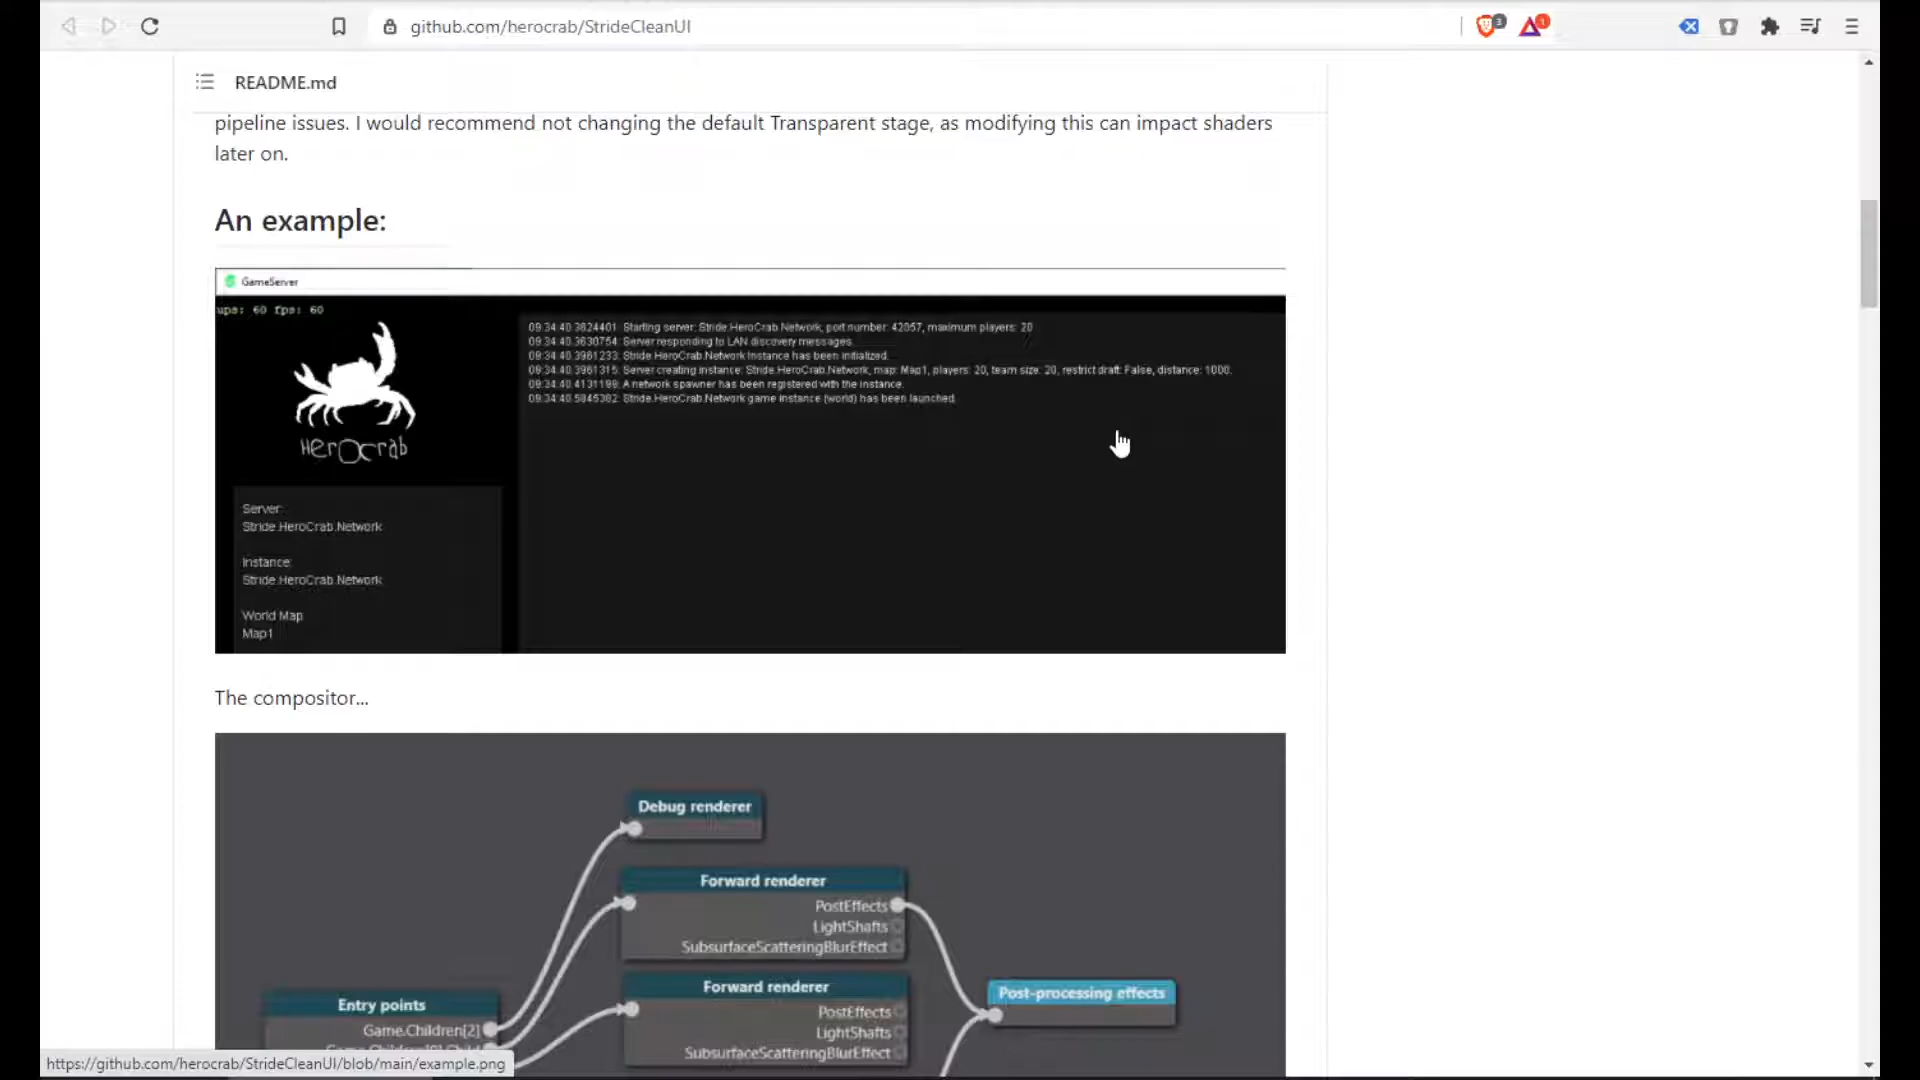 github.com/herocrab/StrideCleanUI
3
1
README.md
pipeline issues. I would recommend not changing the default Transparent stage, as modifying this can impact shaders
later on.
An example:
GameServer
ups: 60 fps: 60
HerOcrab
09:34:40.3824401: Starting server: Stride.HeroCrab.Network, port number: 42057, maximum players: 20
09:34:40.3830754: Server responding to LAN discovery messages.
09:34:40.3961233: Stride.HeroCrab.Network Instance has been initialized.
09:34:40.3961315: Server creating instance: Stride.HeroCrab.Network, map: Map1, players: 20, team size: 20, restrict draft: False, distance: 1000.
09:34:40.4131199: A network spawner has been registered with the instance.
09:34:40.5845382: Stride.HeroCrab.Network game instance (world) has been launched.
Server:
Stride.HeroCrab.Network
Instance:
Stride.HeroCrab.Network
World Map
Map1
The compositor...
Debug renderer
Forward renderer
PostEffects
LightShafts
SubsurfaceScatteringBlurEffect
Forward renderer
PostEffects
LightShafts
SubsurfaceScatteringBlurEffect
Post-processing effects
Entry points
Game.Children[2]
https://github.com/herocrab/StrideCleanUI/blob/main/example.png